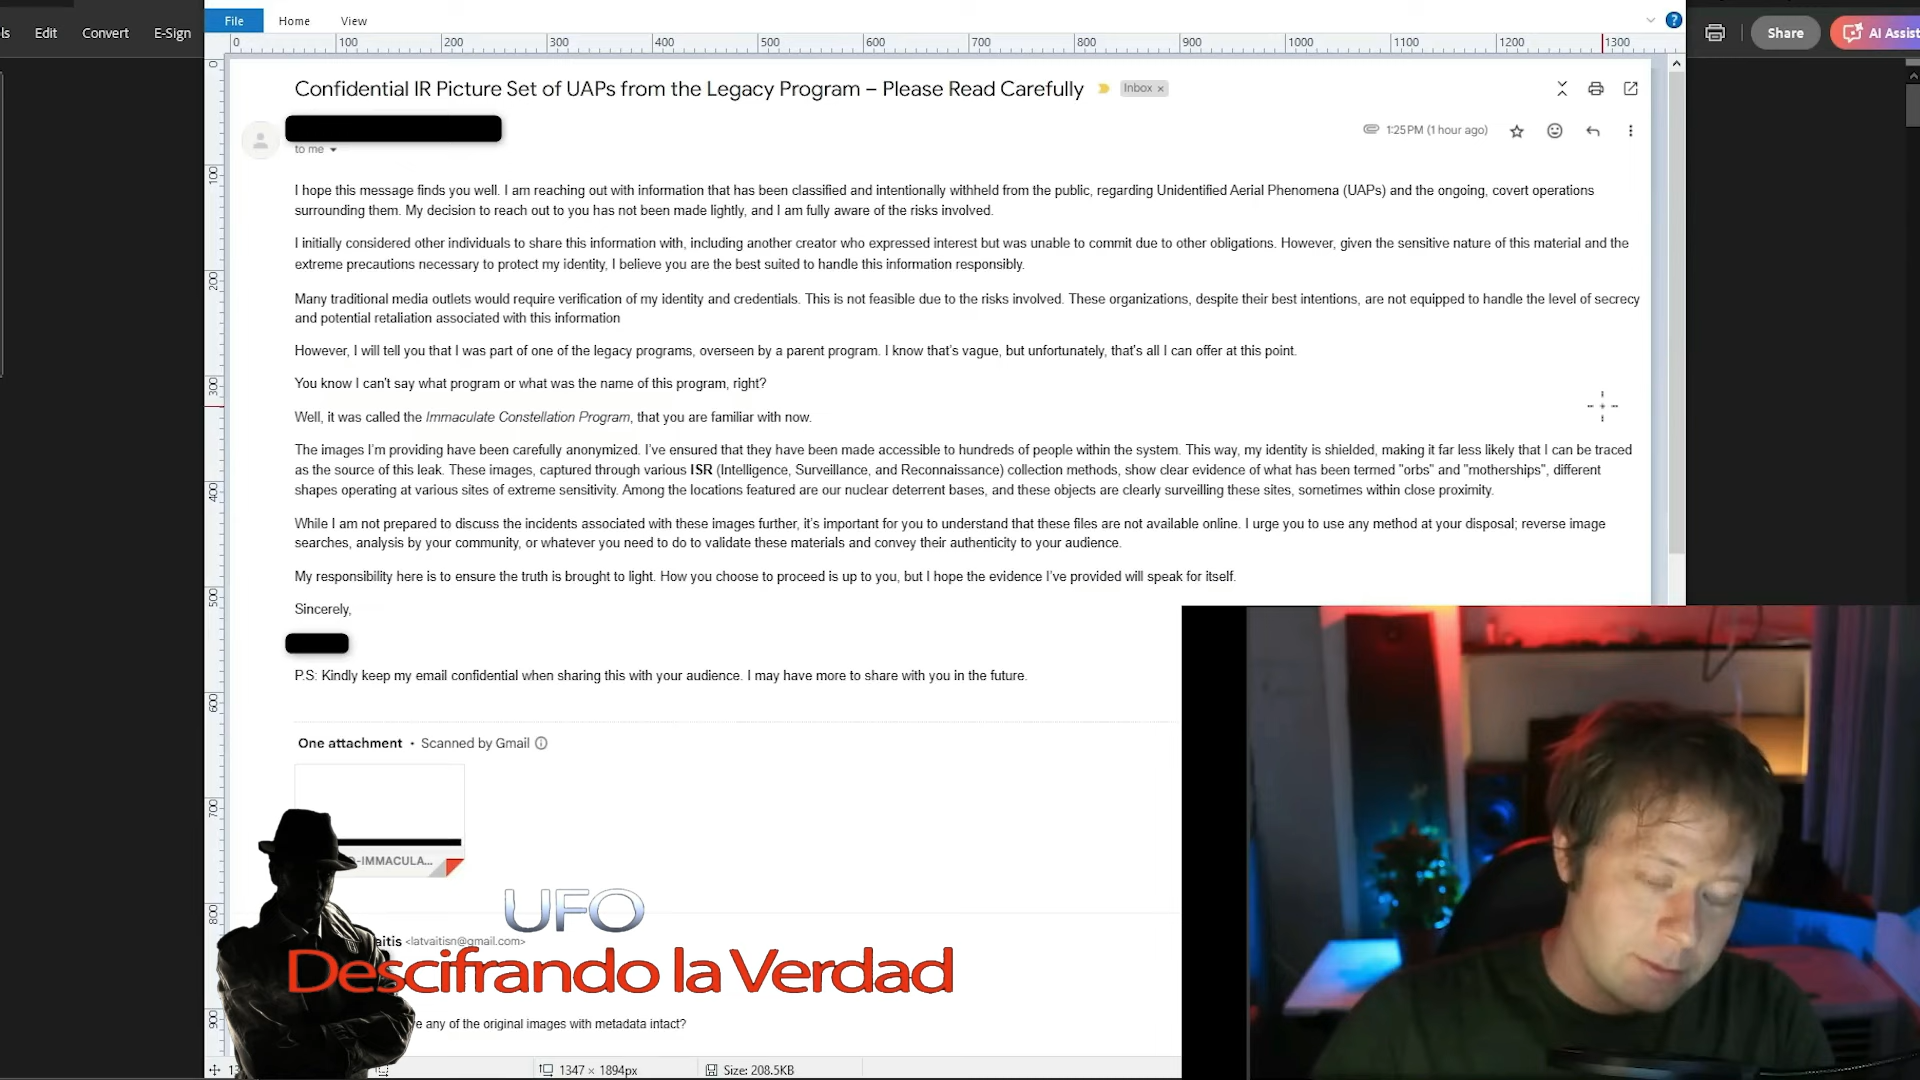 ls Edit Convert E-Sign
File Home View
Share AI Assist
0 100 200 300 400 500 600 700 800 900 1000 1100 1200 1300
0
100
200
300
400
500
600
700
800
900
Confidential IR Picture Set of UAPs from the Legacy Program – Please Read Carefully Inbox ×
1:25 PM (1 hour ago)
to me
I hope this message finds you well. I am reaching out with information that has been classified and intentionally withheld from the public, regarding Unidentified Aerial Phenomena (UAPs) and the ongoing, covert operations
surrounding them. My decision to reach out to you has not been made lightly, and I am fully aware of the risks involved.
I initially considered other individuals to share this information with, including another creator who expressed interest but was unable to commit due to other obligations. However, given the sensitive nature of this material and the
extreme precautions necessary to protect my identity, I believe you are the best suited to handle this information responsibly.
Many traditional media outlets would require verification of my identity and credentials. This is not feasible due to the risks involved. These organizations, despite their best intentions, are not equipped to handle the level of secrecy
and potential retaliation associated with this information
However, I will tell you that I was part of one of the legacy programs, overseen by a parent program. I know that's vague, but unfortunately, that's all I can offer at this point.
You know I can't say what program or what was the name of this program, right?
Well, it was called the Immaculate Constellation Program, that you are familiar with now.
The images I'm providing have been carefully anonymized. I've ensured that they have been made accessible to hundreds of people within the system. This way, my identity is shielded, making it far less likely that I can be traced
as the source of this leak. These images, captured through various ISR (Intelligence, Surveillance, and Reconnaissance) collection methods, show clear evidence of what has been termed "orbs" and "motherships", different
shapes operating at various sites of extreme sensitivity. Among the locations featured are our nuclear deterrent bases, and these objects are clearly surveilling these sites, sometimes within close proximity.
While I am not prepared to discuss the incidents associated with these images further, it's important for you to understand that these files are not available online. I urge you to use any method at your disposal; reverse image
searches, analysis by your community, or whatever you need to do to validate these materials and convey their authenticity to your audience.
My responsibility here is to ensure the truth is brought to light. How you choose to proceed is up to you, but I hope the evidence I've provided will speak for itself.
Sincerely,
P.S: Kindly keep my email confidential when sharing this with your audience. I may have more to share with you in the future.
One attachment • Scanned by Gmail
-IMMACULA...
UFO
aitis <latvaitisn@gmail.com>
Descifrando la Verdad
e any of the original images with metadata intact?
1347 × 1894px Size: 208.5KB